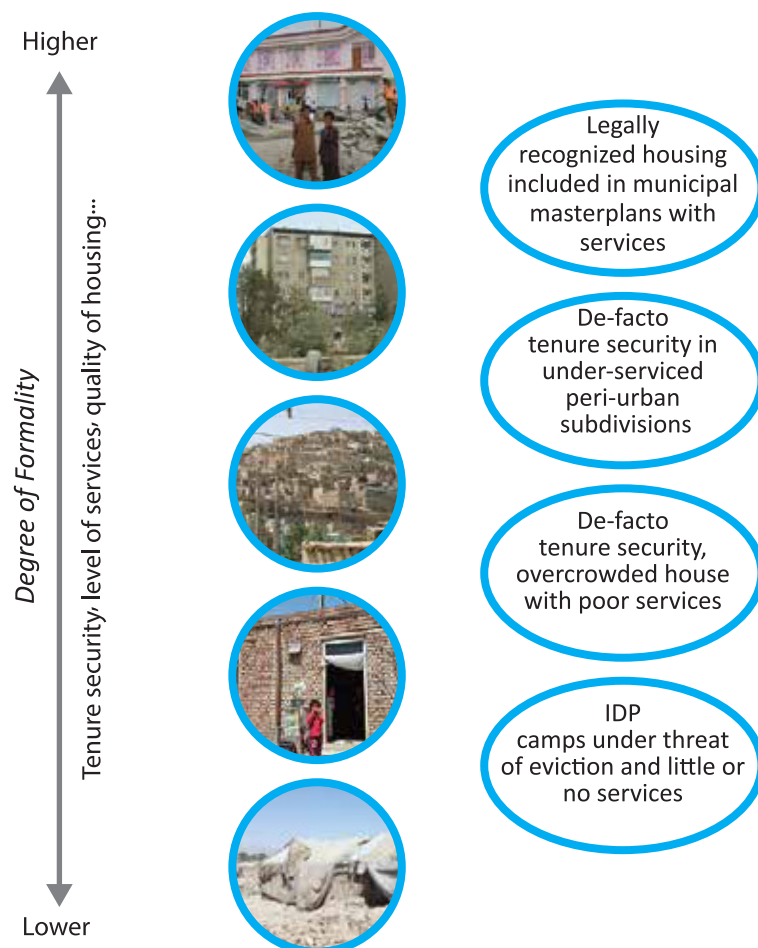 Higher
Degree of Formality
Tenure security, level of services, quality of housing...
Lower
Legally
recognized housing
included in municipal
masterplans with
services
De-facto
tenure security in
under-serviced
peri-urban
subdivisions
De-facto
tenure security,
overcrowded house
with poor services
IDP
camps under threat
of eviction and little or
no services